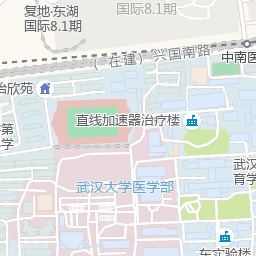 复地·东湖
国际8.1期
国际8.1期
（在建）兴国南路
中南医
治欣苑
直线加速器治疗楼
第
学
武汉大学医学部
武汉
育学
东实验楼